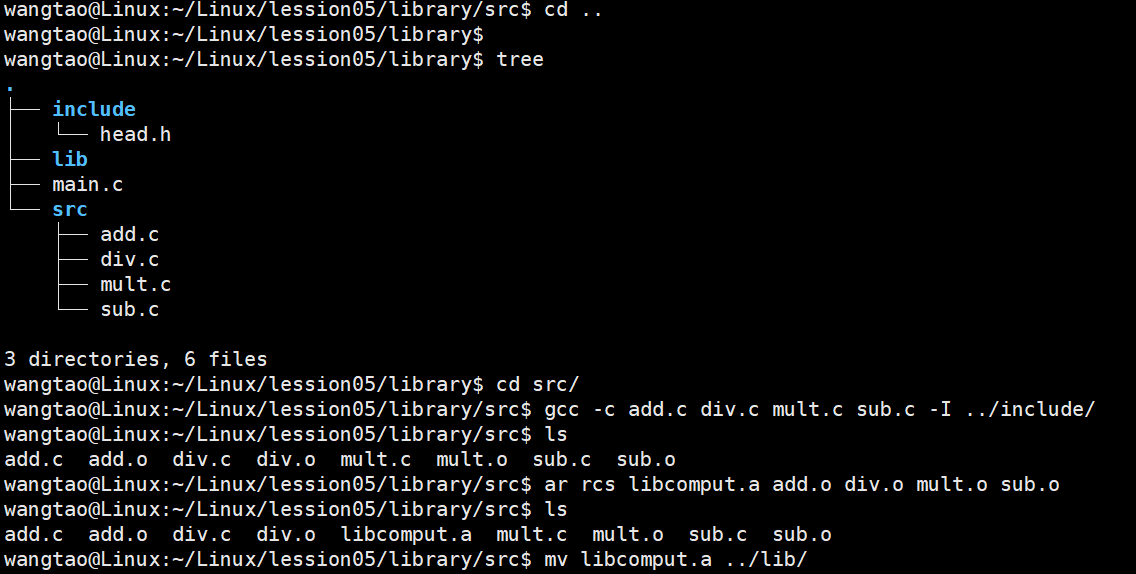 wangtao@Linux:~/Linux/lession05/library/src$ cd ..
wangtao@Linux:~/Linux/lession05/library$
wangtao@Linux:~/Linux/lession05/library$ tree
.
├── include
│   └── head.h
├── lib
├── main.c
└── src
    ├── add.c
    ├── div.c
    ├── mult.c
    └── sub.c
3 directories, 6 files
wangtao@Linux:~/Linux/lession05/library$ cd src/
wangtao@Linux:~/Linux/lession05/library/src$ gcc -c add.c div.c mult.c sub.c -I ../include/
wangtao@Linux:~/Linux/lession05/library/src$ ls
add.c  add.o  div.c  div.o  mult.c  mult.o  sub.c  sub.o
wangtao@Linux:~/Linux/lession05/library/src$ ar rcs libcomput.a add.o div.o mult.o sub.o
wangtao@Linux:~/Linux/lession05/library/src$ ls
add.c  add.o  div.c  div.o  libcomput.a  mult.c  mult.o  sub.c  sub.o
wangtao@Linux:~/Linux/lession05/library/src$ mv libcomput.a ../lib/